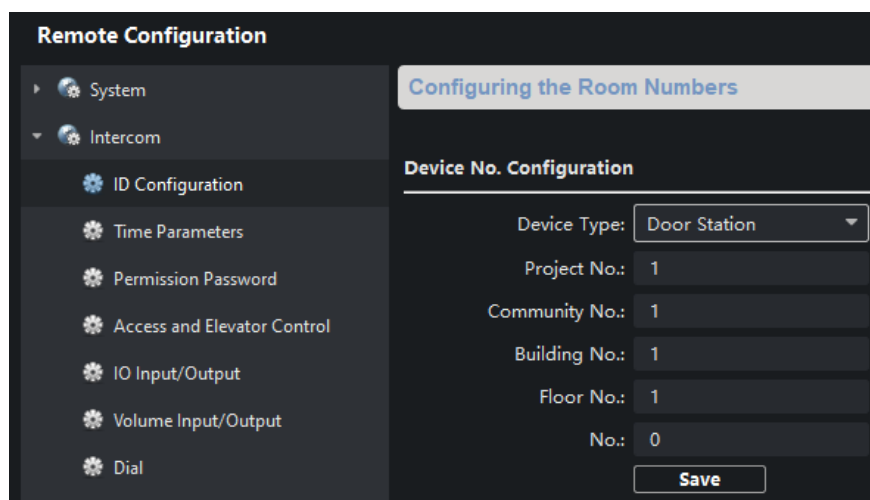 Remote Configuration
System
Intercom
ID Configuration
Time Parameters
Permission Password
Access and Elevator Control
IO Input/Output
Volume Input/Output
Dial
Configuring the Room Numbers
Device No. Configuration
Device Type: Door Station
Project No.: 1
Community No.: 1
Building No.: 1
Floor No.: 1
No.: 0
Save